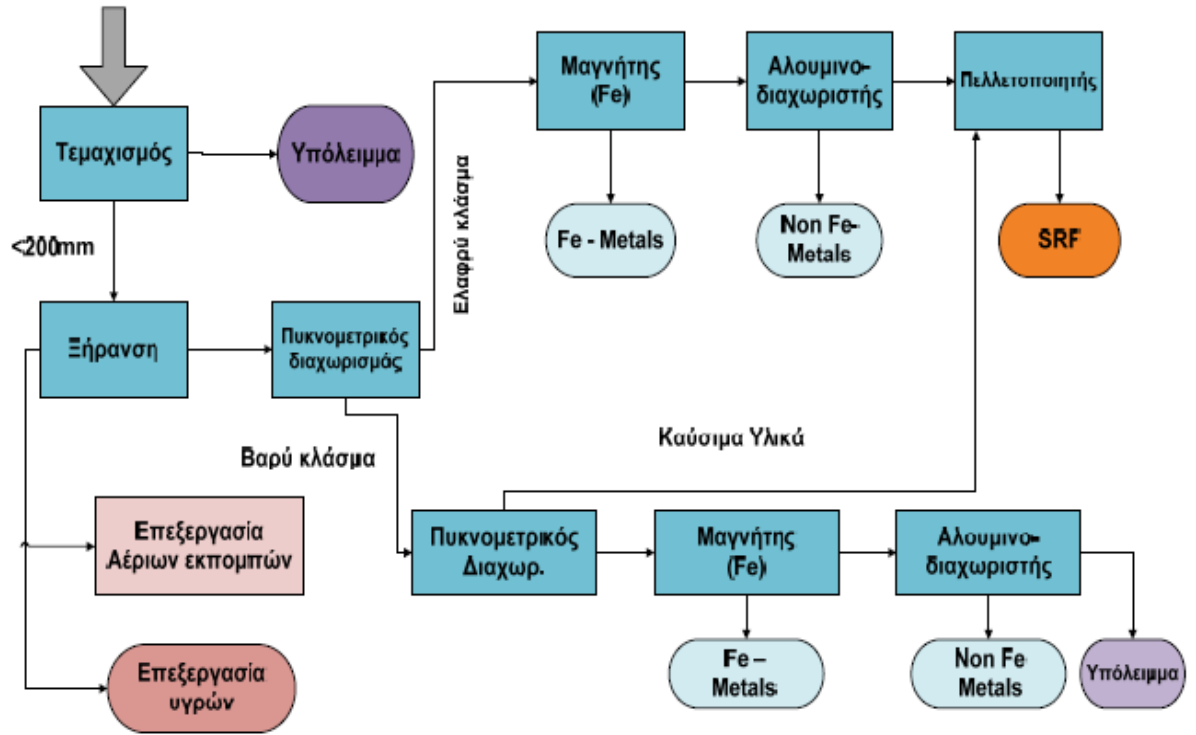 Τεμαχισμός
Υπόλειμμα
Μαγνήτης
(Fe)
Αλουμινο-
διαχωριστής
Πελλετοποιητής
<200mm
Ελαφρύ κλάσμα
Fe - Metals
Non Fe-
Metals
SRF
Ξήρανση
Πυκνομετρικός
διαχωρισμός
Βαρύ κλάσμα
Καύσιμα Υλικά
Επεξεργασία
Αέριων εκπομπών
Πυκνομετρικός
Διαχωρ.
Μαγνήτης
(Fe)
Αλουμινο-
διαχωριστής
Επεξεργασία
υγρών
Fe –
Metals
Non Fe
Metals
Υπόλειμμα